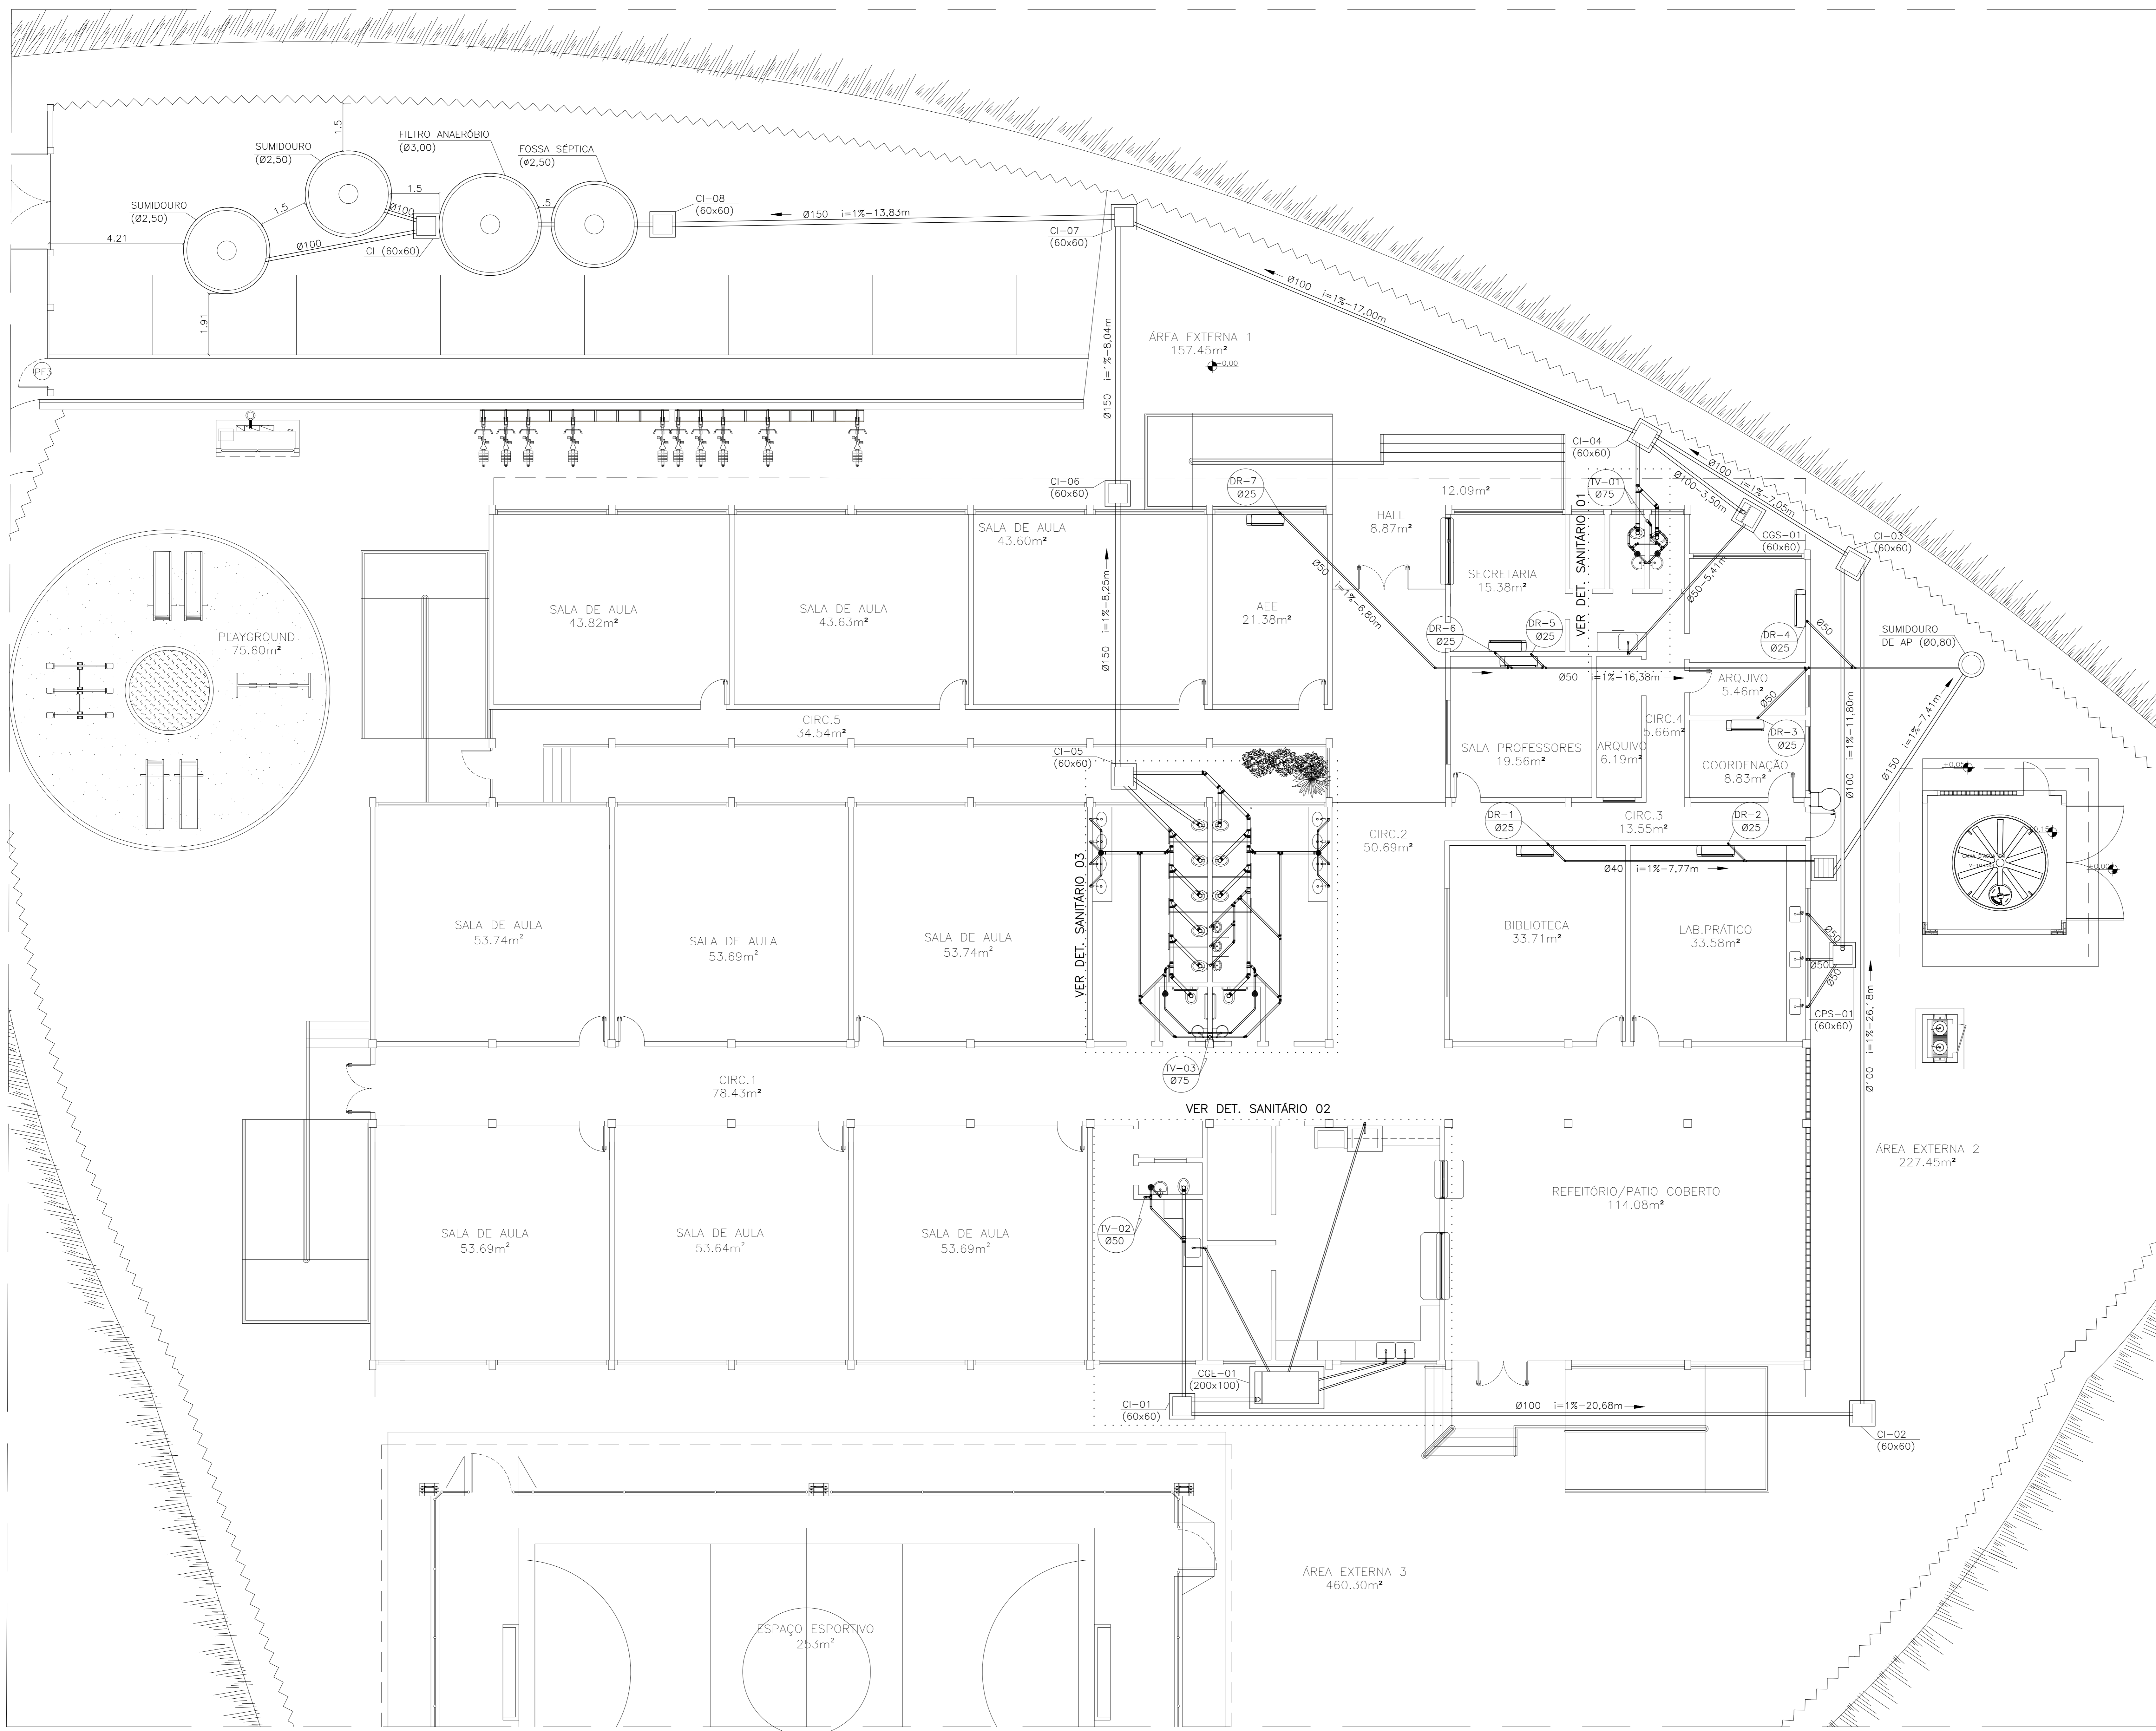 1.5
FILTRO ANAERÓBIO
(Ø3,00)
SUMIDOURO
(Ø2,50)
FOSSA SÉPTICA
(Ø2,50)
1.5
.5
CI-08
(60x60)
SUMIDOURO
(Ø2,50)
1.5
Ø100
Ø150 i=1%-13,83m
CI-07
(60x60)
4.21
Ø100
CI (60x60)
1.91
PF3
Ø100 i=1%-17,00m
Ø150 i=1%-8,04m
ÁREA EXTERNA 1
157.45m²
+0,00
CI-04
(60x60)
Ø100 i=1%-7,05m
Ø100-3,50m
CI-06
(60x60)
DR-7
Ø25
12.09m²
TV-01
Ø75
HALL
8.87m²
VER DET. SANITÁRIO 01
CGS-01
(60x60)
CI-03
(60x60)
SALA DE AULA
43.60m²
Ø150 i=1%-8,25m
Ø50 i=1%-6,80m
SECRETARIA
15.38m²
Ø50-5,41m
SALA DE AULA
43.82m²
SALA DE AULA
43.63m²
AEE
21.38m²
DR-6
Ø25
DR-5
Ø25
Ø50
DR-4
Ø25
SUMIDOURO
DE AP (Ø0,80)
PLAYGROUND
75.60m²
Ø50 i=1%-16,38m
ARQUIVO
5.46m²
Ø50
CIRC.5
34.54m²
CIRC.4
5.66m²
DR-3
Ø25
Ø100 i=1%-11,80m
Ø150 i=1%-7,41m
CI-05
(60x60)
SALA PROFESSORES
19.56m²
ARQUIVO
6.19m²
COORDENAÇÃO
8.83m²
+0,05
DR-1
Ø25
CIRC.3
13.55m²
DR-2
Ø25
CIRC.2
50.69m²
+0,15
+0,00
Ø40 i=1%-7,77m
VER DET. SANITÁRIO 03
SALA DE AULA
53.74m²
SALA DE AULA
53.69m²
SALA DE AULA
53.74m²
BIBLIOTECA
33.71m²
LAB.PRÁTICO
33.58m²
Ø50
Ø50
Ø50
CPS-01
(60x60)
Ø100 i=1%-26,18m
TV-03
Ø75
CIRC.1
78.43m²
VER DET. SANITÁRIO 02
ÁREA EXTERNA 2
227.45m²
REFEITÓRIO/PATIO COBERTO
114.08m²
TV-02
Ø50
SALA DE AULA
53.69m²
SALA DE AULA
53.64m²
SALA DE AULA
53.69m²
CGE-01
(200x100)
CI-01
(60x60)
Ø100 i=1%-20,68m
CI-02
(60x60)
ÁREA EXTERNA 3
460.30m²
ESPAÇO ESPORTIVO
253m²